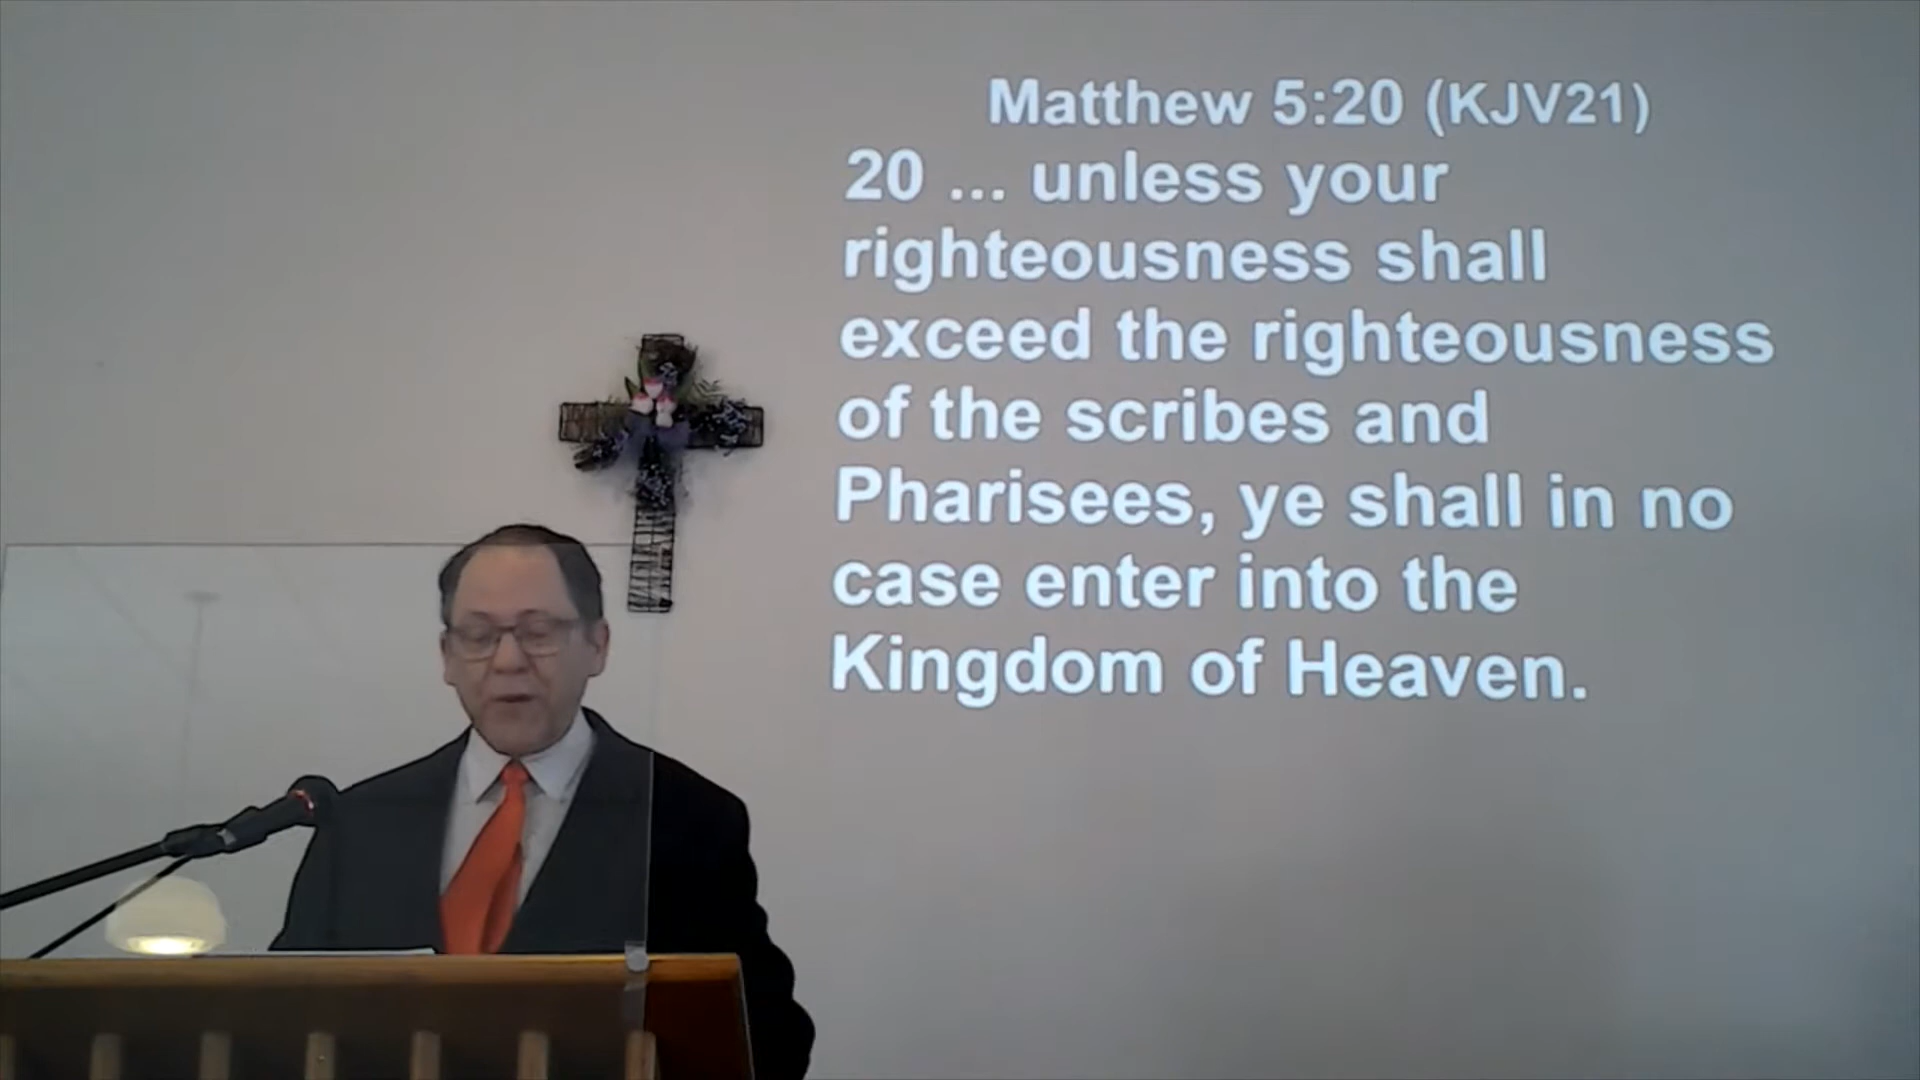 Matthew 5:20 (KJV21)
20 ... unless your
righteousness shall
exceed the righteousness
of the scribes and
Pharisees, ye shall in no
case enter into the
Kingdom of Heaven.